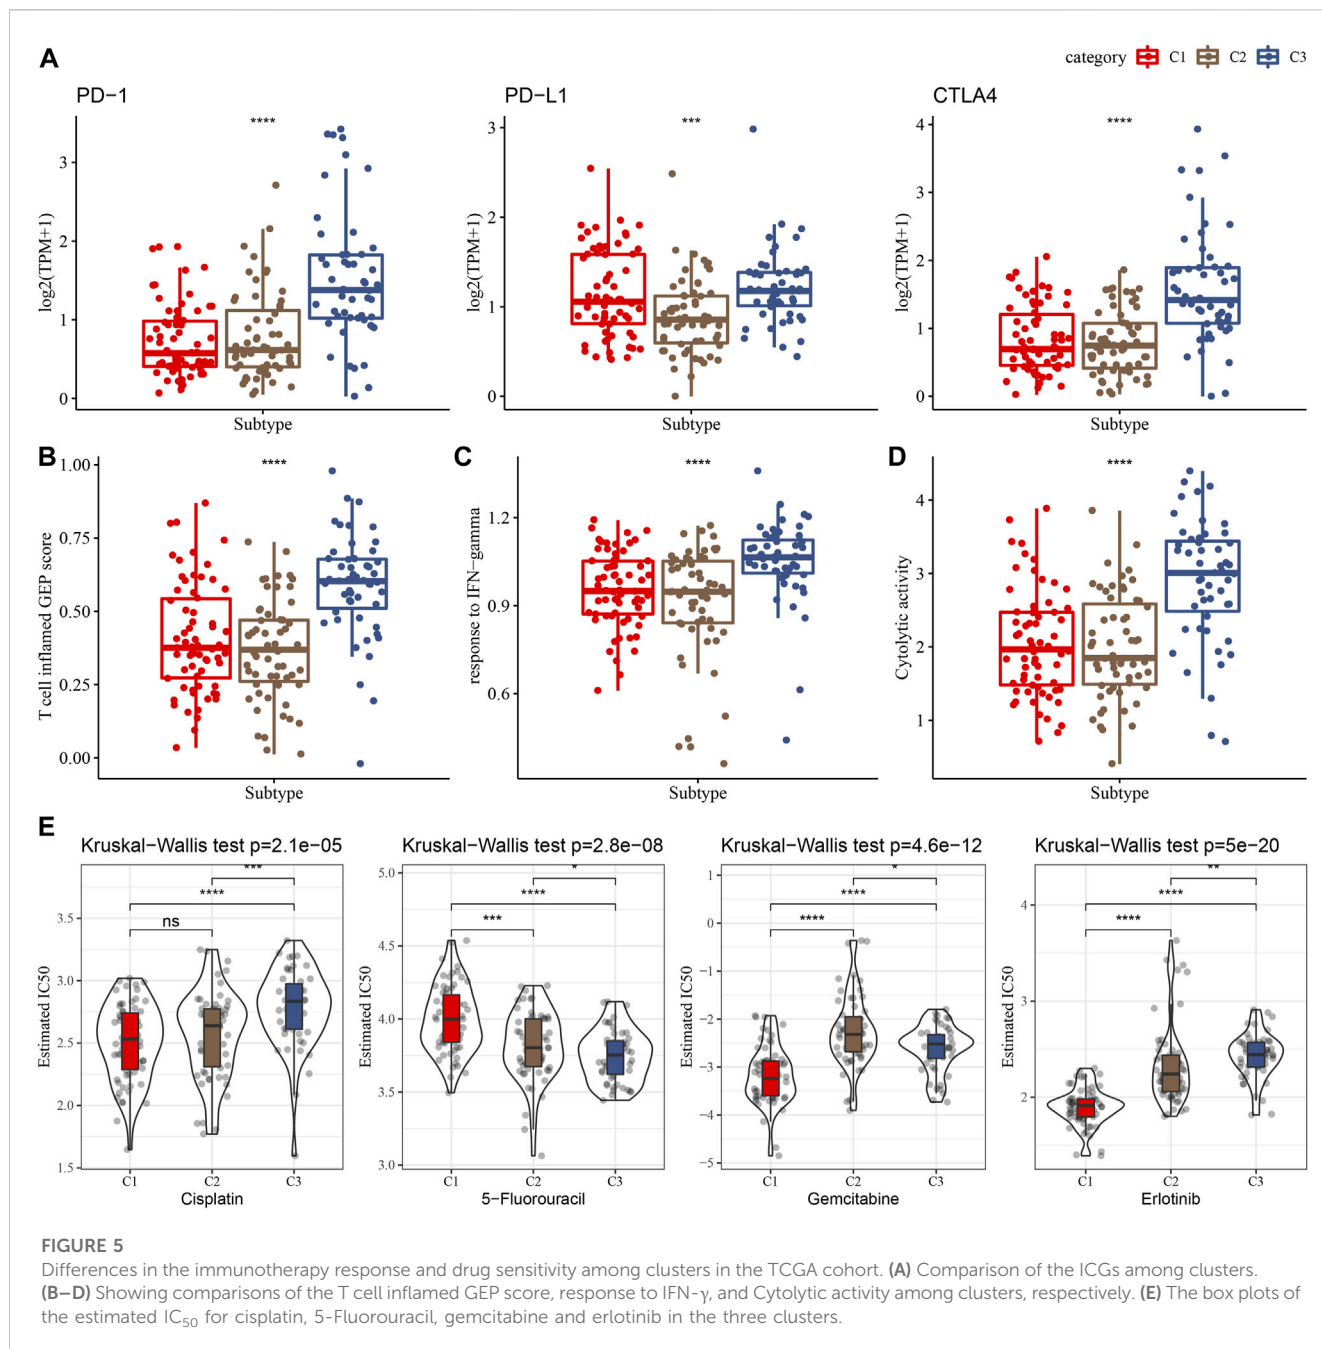 A
category C1 C2 C3
PD−1
PD−L1
CTLA4
****
***
****
log2(TPM+1)
3
2
1
0
Subtype
log2(TPM+1)
3
2
1
0
Subtype
log2(TPM+1)
4
3
2
1
0
Subtype
B
****
T cell inflamed GEP score
1.00
0.75
0.50
0.25
0.00
Subtype
C
****
response to IFN−gamma
1.2
0.9
0.6
Subtype
D
****
Cytolytic activity
4
3
2
1
Subtype
E
Kruskal−Wallis test p=2.1e−05
***
****
ns
Estimated IC50
3.5
3.0
2.5
2.0
1.5
C1 C2 C3
Cisplatin
Kruskal−Wallis test p=2.8e−08
*
****
***
Estimated IC50
5.0
4.5
4.0
3.5
3.0
C1 C2 C3
5−Fluorouracil
Kruskal−Wallis test p=4.6e−12
*
****
****
Estimated IC50
1
0
−1
−2
−3
−4
−5
C1 C2 C3
Gemcitabine
Kruskal−Wallis test p=5e−20
**
****
****
Estimated IC50
4
3
2
C1 C2 C3
Erlotinib
FIGURE 5
Differences in the immunotherapy response and drug sensitivity among clusters in the TCGA cohort. (A) Comparison of the ICGs among clusters.
(B–D) Showing comparisons of the T cell inflamed GEP score, response to IFN-γ, and Cytolytic activity among clusters, respectively. (E) The box plots of
the estimated IC50 for cisplatin, 5-Fluorouracil, gemcitabine and erlotinib in the three clusters.